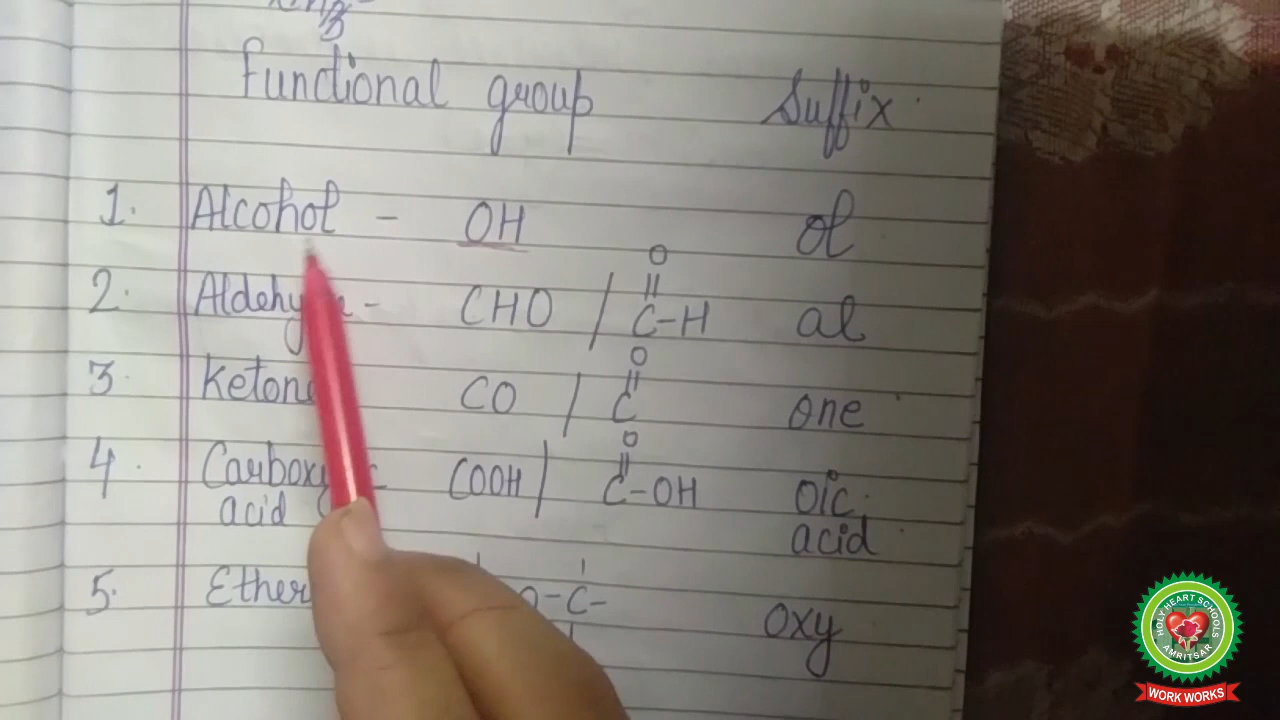 Functional group Suffix
1. Alcohol - OH ol
2. Aldehy - CHO / O=C-H al
3. Ketone CO / O=C one
4. Carboxy - COOH / O=C-OH oic
acid acid
5. Ether O-C- oxy
HOLY HEART SCHOOLS
AMRITSAR
WORK WORKS